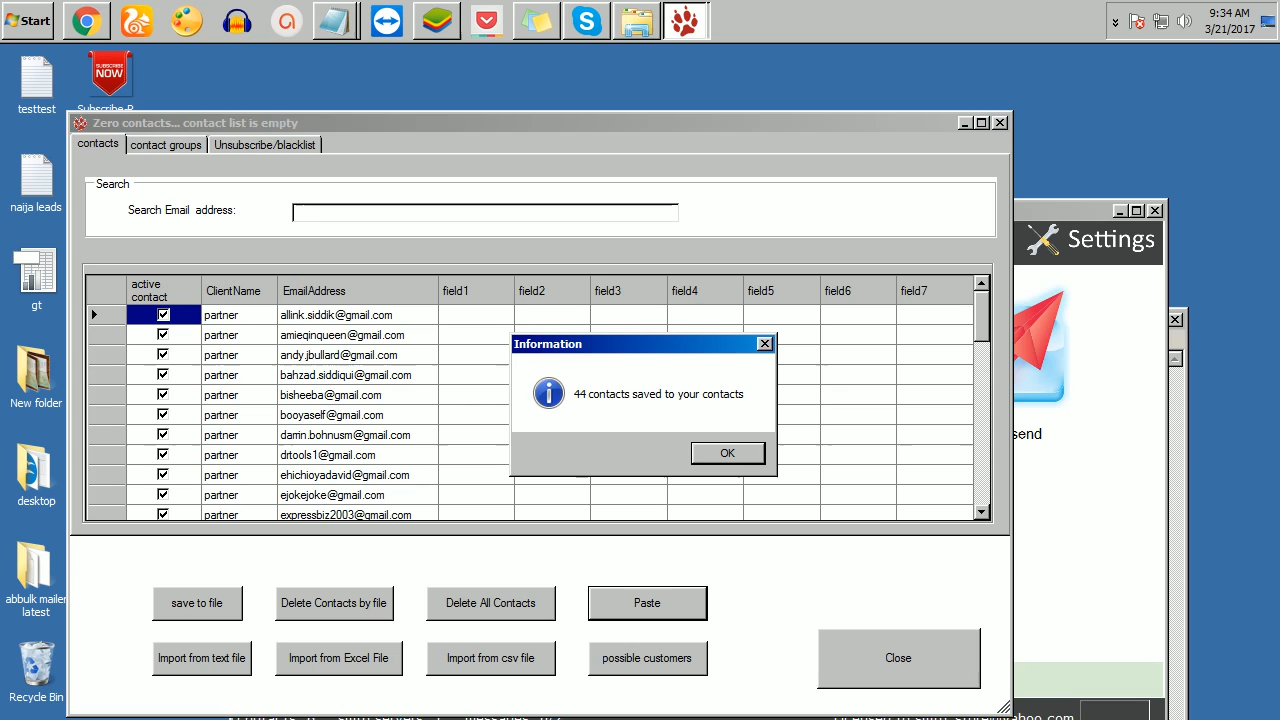 Start
9:34 AM
3/21/2017
testtest
SUBSCRIBE
NOW
naija leads
gt
New folder
desktop
abbulk mailer
latest
Recycle Bin
Zero contacts... contact list is empty
contacts
contact groups
Unsubscribe/blacklist
Search
Search Email address:
active
contact
ClientName
EmailAddress
field1
field2
field3
field4
field5
field6
field7
partner allink.siddik@gmail.com
partner amieqinqueen@gmail.com
partner andy.jbullard@gmail.com
partner bahzad.siddiqui@gmail.com
partner bisheeba@gmail.com
partner booyaself@gmail.com
partner darrin.bohnusm@gmail.com
partner drtools1@gmail.com
partner ehichioyadavid@gmail.com
partner ejokejoke@gmail.com
partner expressbiz2003@gmail.com
Information
44 contacts saved to your contacts
OK
save to file
Delete Contacts by file
Delete All Contacts
Paste
Import from text file
Import from Excel File
Import from csv file
possible customers
Close
Settings
send